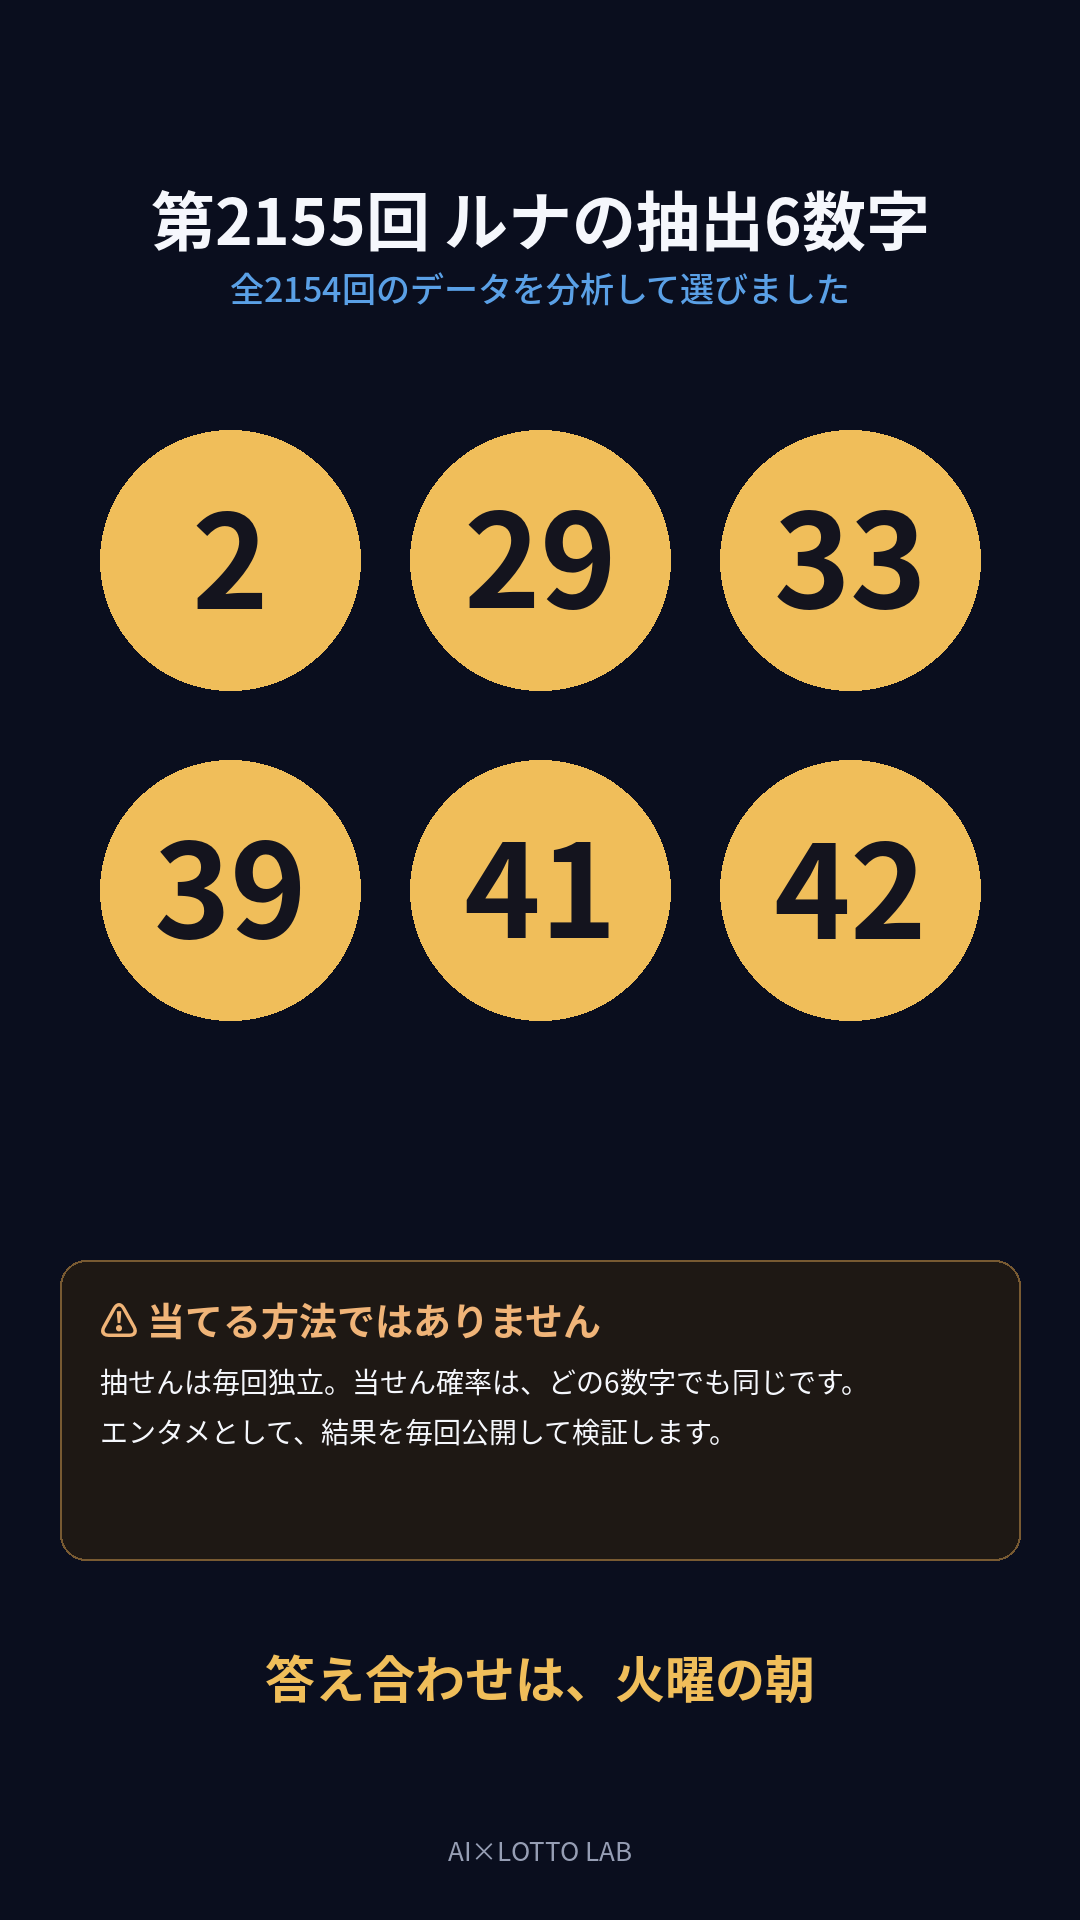 第2155回 ルナの抽出6数字
全2154回のデータを分析して選びました
2 29 33
39 41 42
⚠ 当てる方法ではありません
抽せんは毎回独立。当せん確率は、どの6数字でも同じです。
エンタメとして、結果を毎回公開して検証します。
答え合わせは、火曜の朝
AI×LOTTO LAB